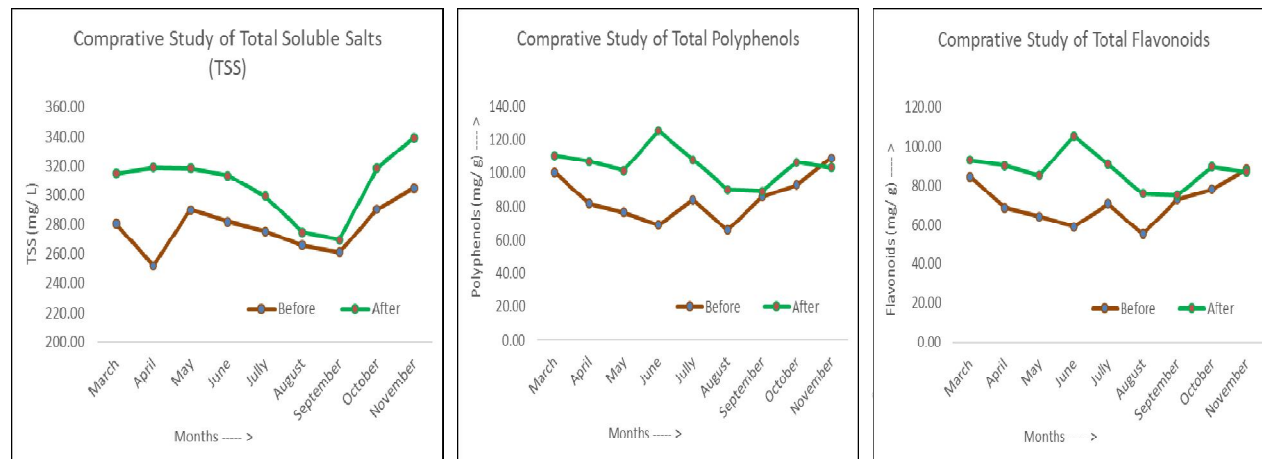 Comprative Study of Total Soluble Salts
(TSS)
TSS (mg/ L)
360.00
340.00
320.00
300.00
280.00
260.00
240.00
220.00
200.00
Before
After
March
April
May
June
Jully
August
September
October
November
Months ----- >
Comprative Study of Total Polyphenols
Polyphenols (mg/ g) ---- >
140.00
120.00
100.00
80.00
60.00
40.00
20.00
0.00
Before
After
March
April
May
June
Jully
August
September
October
November
Months ---- >
Comprative Study of Total Flavonoids
Flavonoids (mg/ g) ---- >
120.00
100.00
80.00
60.00
40.00
20.00
0.00
Before
After
March
April
May
June
Jully
August
September
October
November
Months ---- >